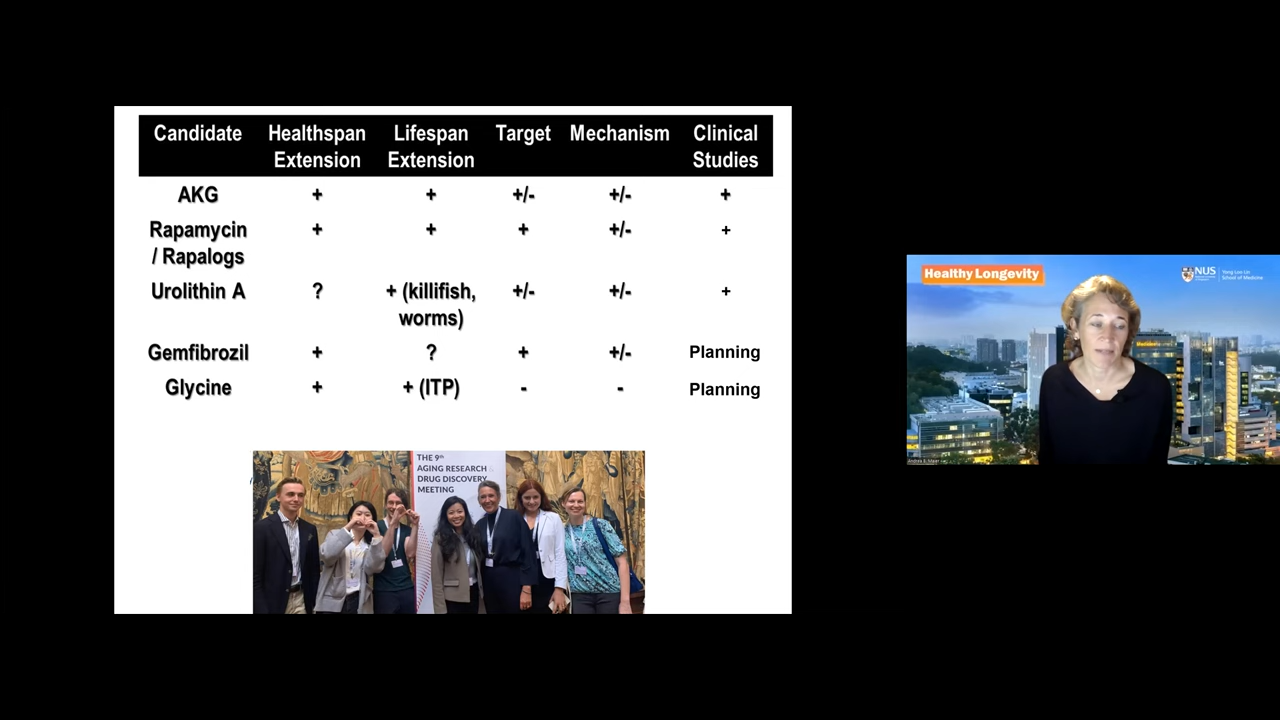 Candidate Healthspan Extension Lifespan Extension Target Mechanism Clinical Studies
AKG + + +/- +/- +
Rapamycin / Rapalogs + + + +/- +
Urolithin A ? + (killifish, worms) +/- +/- +
Gemfibrozil + ? + +/- Planning
Glycine + + (ITP) - - Planning
THE 9th
AGING RESEARCH &
DRUG DISCOVERY
MEETING
Healthy Longevity
NUS
Yong Loo Lin
School of Medicine